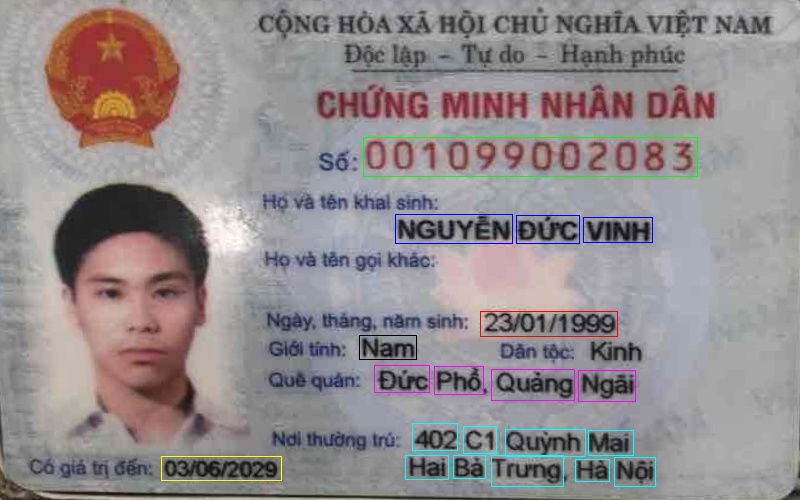 CỘNG HÒA XÃ HỘI CHỦ NGHĨA VIỆT NAM
Độc lập - Tự do - Hạnh phúc
CHỨNG MINH NHÂN DÂN
Số: 001099002083
Họ và tên khai sinh:
NGUYỄN ĐỨC VINH
Họ và tên gọi khác:
Ngày, tháng, năm sinh: 23/01/1999
Giới tính: Nam Dân tộc: Kinh
Quê quán: Đức Phổ, Quảng Ngãi
Nơi thường trú: 402 C1 Quỳnh Mai
Có giá trị đến: 03/06/2029 Hai Bà Trưng, Hà Nội